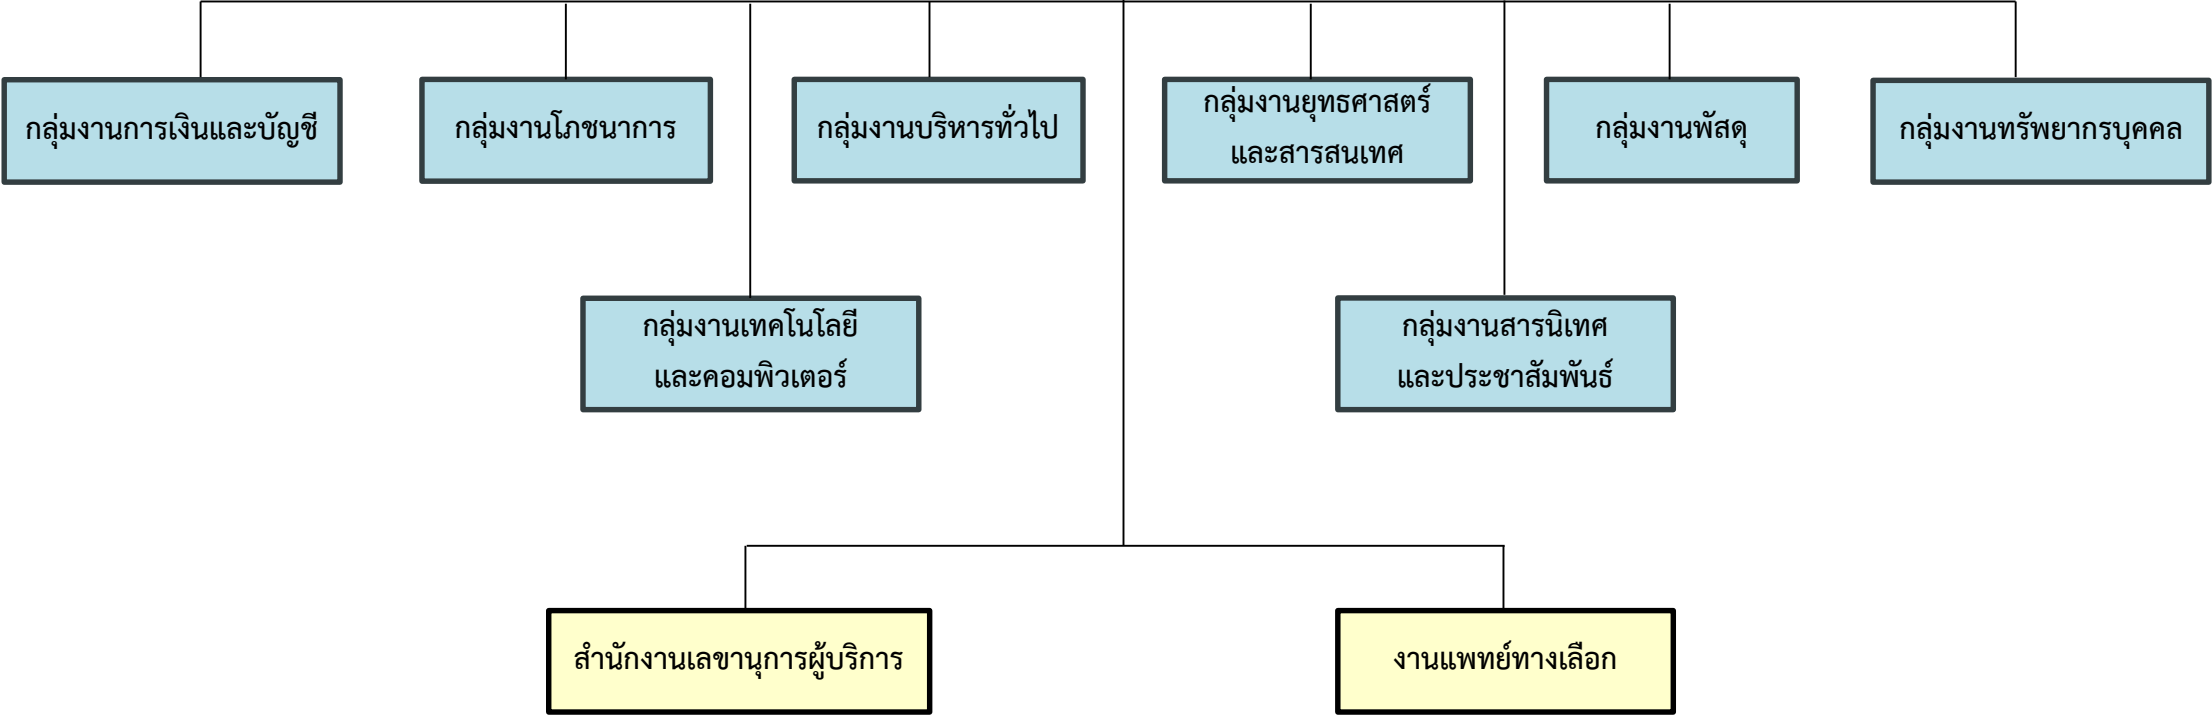 กลุ่มงานการเงินและบัญชี
กลุ่มงานโภชนาการ
กลุ่มงานบริหารทั่วไป
กลุ่มงานยุทธศาสตร์
และสารสนเทศ
กลุ่มงานพัสดุ
กลุ่มงานทรัพยากรบุคคล
กลุ่มงานเทคโนโลยี
และคอมพิวเตอร์
กลุ่มงานสารนิเทศ
และประชาสัมพันธ์
สำนักงานเลขานุการผู้บริการ
งานแพทย์ทางเลือก